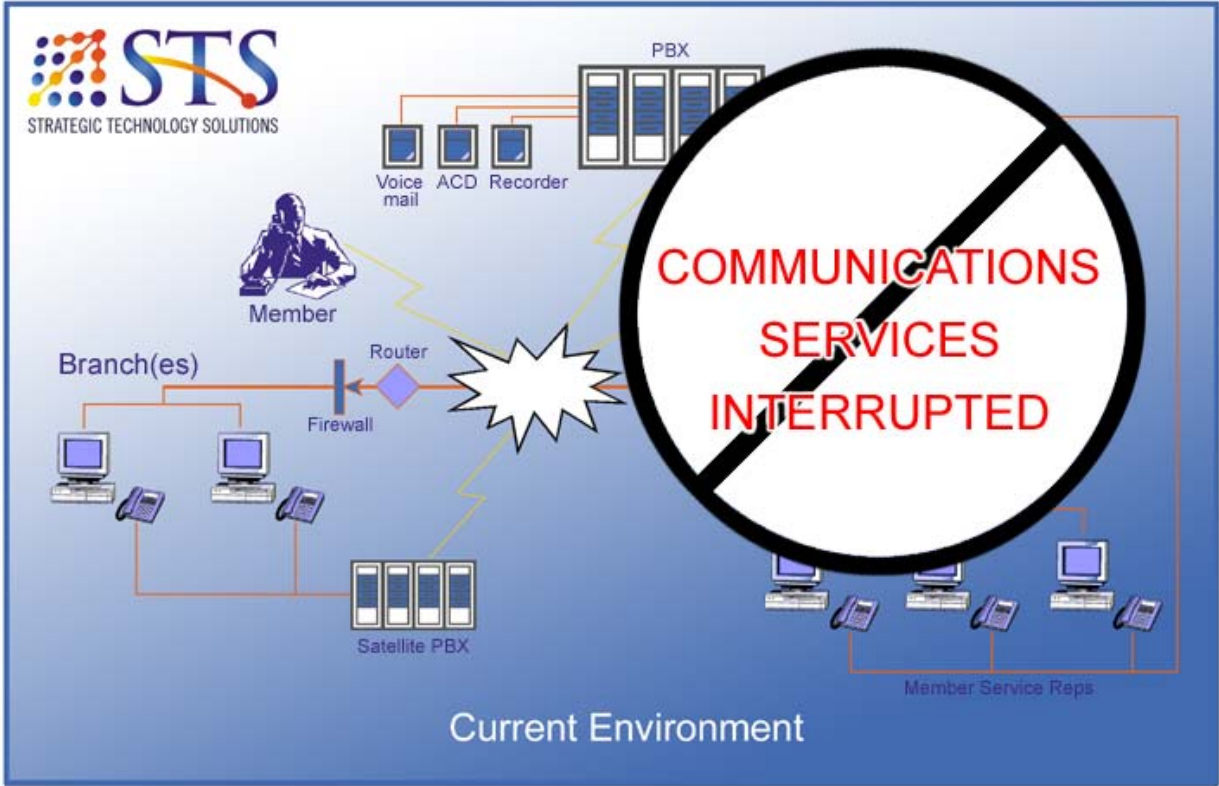 STS
STRATEGIC TECHNOLOGY SOLUTIONS
PBX
Voice
mail
ACD
Recorder
Member
Branch(es)
Router
Firewall
COMMUNICATIONS
SERVICES
INTERRUPTED
Satellite PBX
Member Service Reps
Current Environment